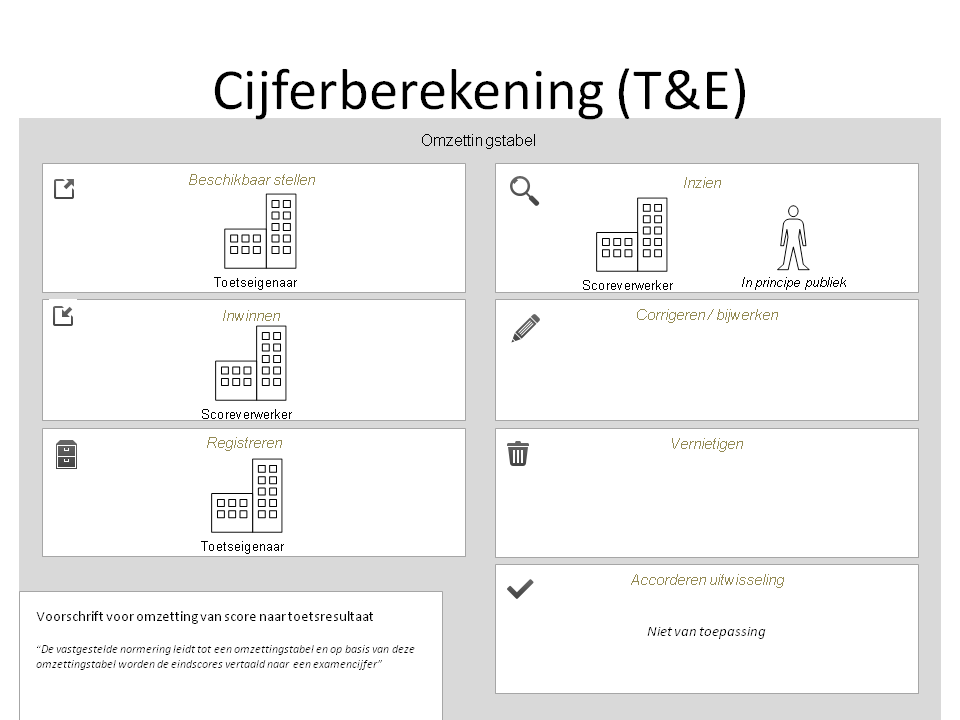 Cijferberekening (T&E)
Omzettingstabel
Beschikbaar stellen
Toetseigenaar
Inwinnen
Scoreverwerker
Registreren
Toetseigenaar
Voorschrift voor omzetting van score naar toetsresultaat
“De vastgestelde normering leidt tot een omzettingstabel en op basis van deze
omzettingstabel worden de eindscores vertaald naar een examencijfer”
Inzien
Scoreverwerker
In principe publiek
Corrigeren / bijwerken
Vernietigen
Accorderen uitwisseling
Niet van toepassing